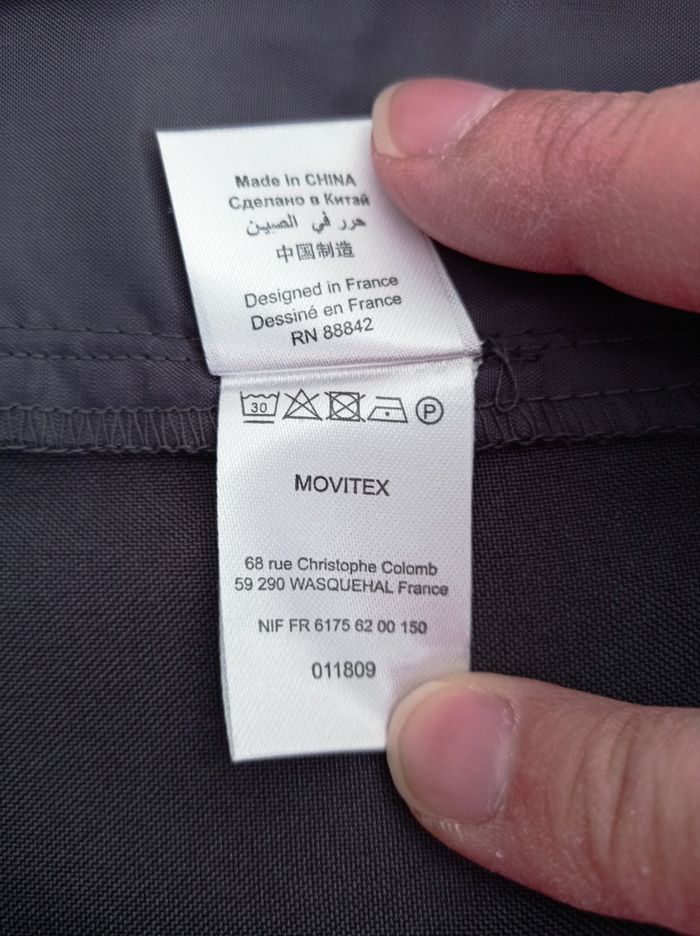 Made In CHINA
Сделано в Китай
حرر في الصين
中国制造
Designed in France
Dessiné en France
RN 88842
30 P
MOVITEX
68 rue Christophe Colomb
59 290 WASQUEHAL France
NIF FR 6175 62 00 150
011809